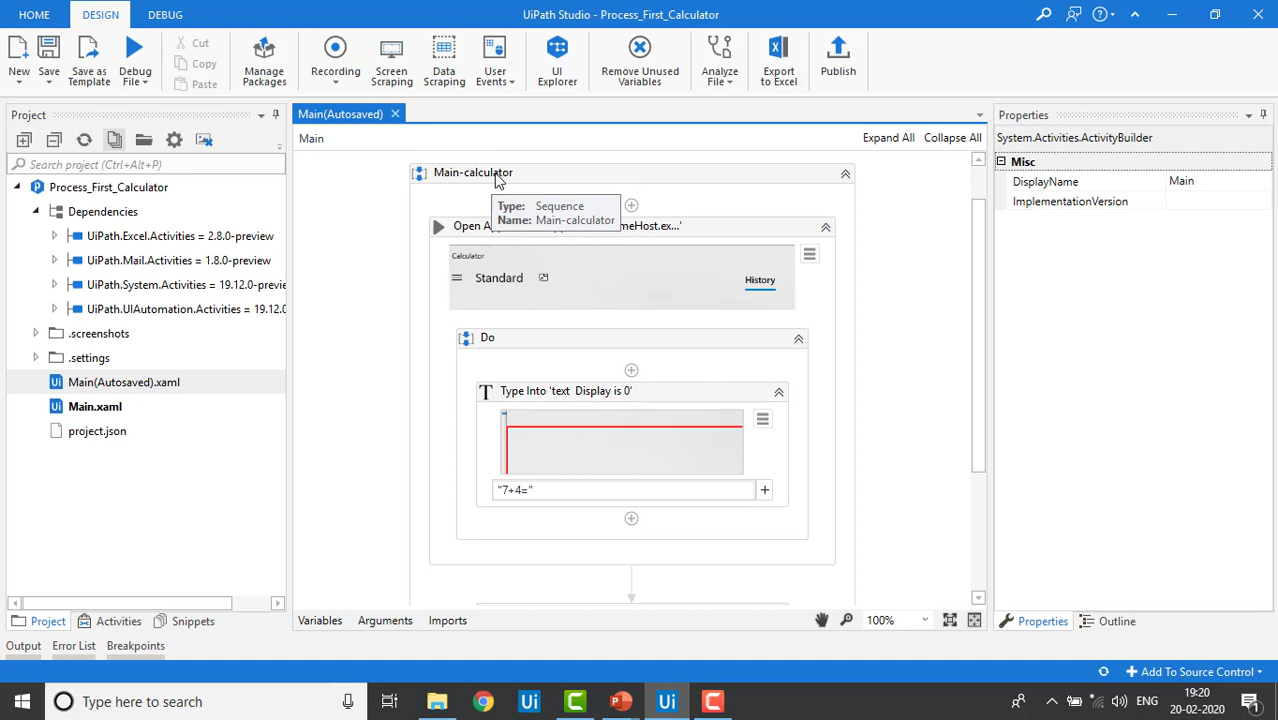 HOME DESIGN DEBUG UiPath Studio - Process_First_Calculator
New Save Save as Template Debug File Cut Copy Paste Manage Packages Recording Screen Scraping Data Scraping User Events UI Explorer Remove Unused Variables Analyze File Export to Excel Publish
Project
Search project (Ctrl+Alt+P)
Process_First_Calculator
Dependencies
UiPath.Excel.Activities = 2.8.0-preview
UiPath.Mail.Activities = 1.8.0-preview
UiPath.System.Activities = 19.12.0-previe
UiPath.UIAutomation.Activities = 19.12.0
.screenshots
.settings
Main(Autosaved).xaml
Main.xaml
project.json
Project Activities Snippets
Main(Autosaved)
Main Expand All Collapse All
Main-calculator
Type: Sequence
Name: Main-calculator
Open Ap meHost.ex...'
Calculator
Standard History
Do
Type Into 'text Display is 0'
"7+4="
Variables Arguments Imports 100%
Properties
System.Activities.ActivityBuilder
Misc
DisplayName Main
ImplementationVersion
Properties Outline
Output Error List Breakpoints
Add To Source Control
Type here to search
ENG 19:20
20-02-2020
1